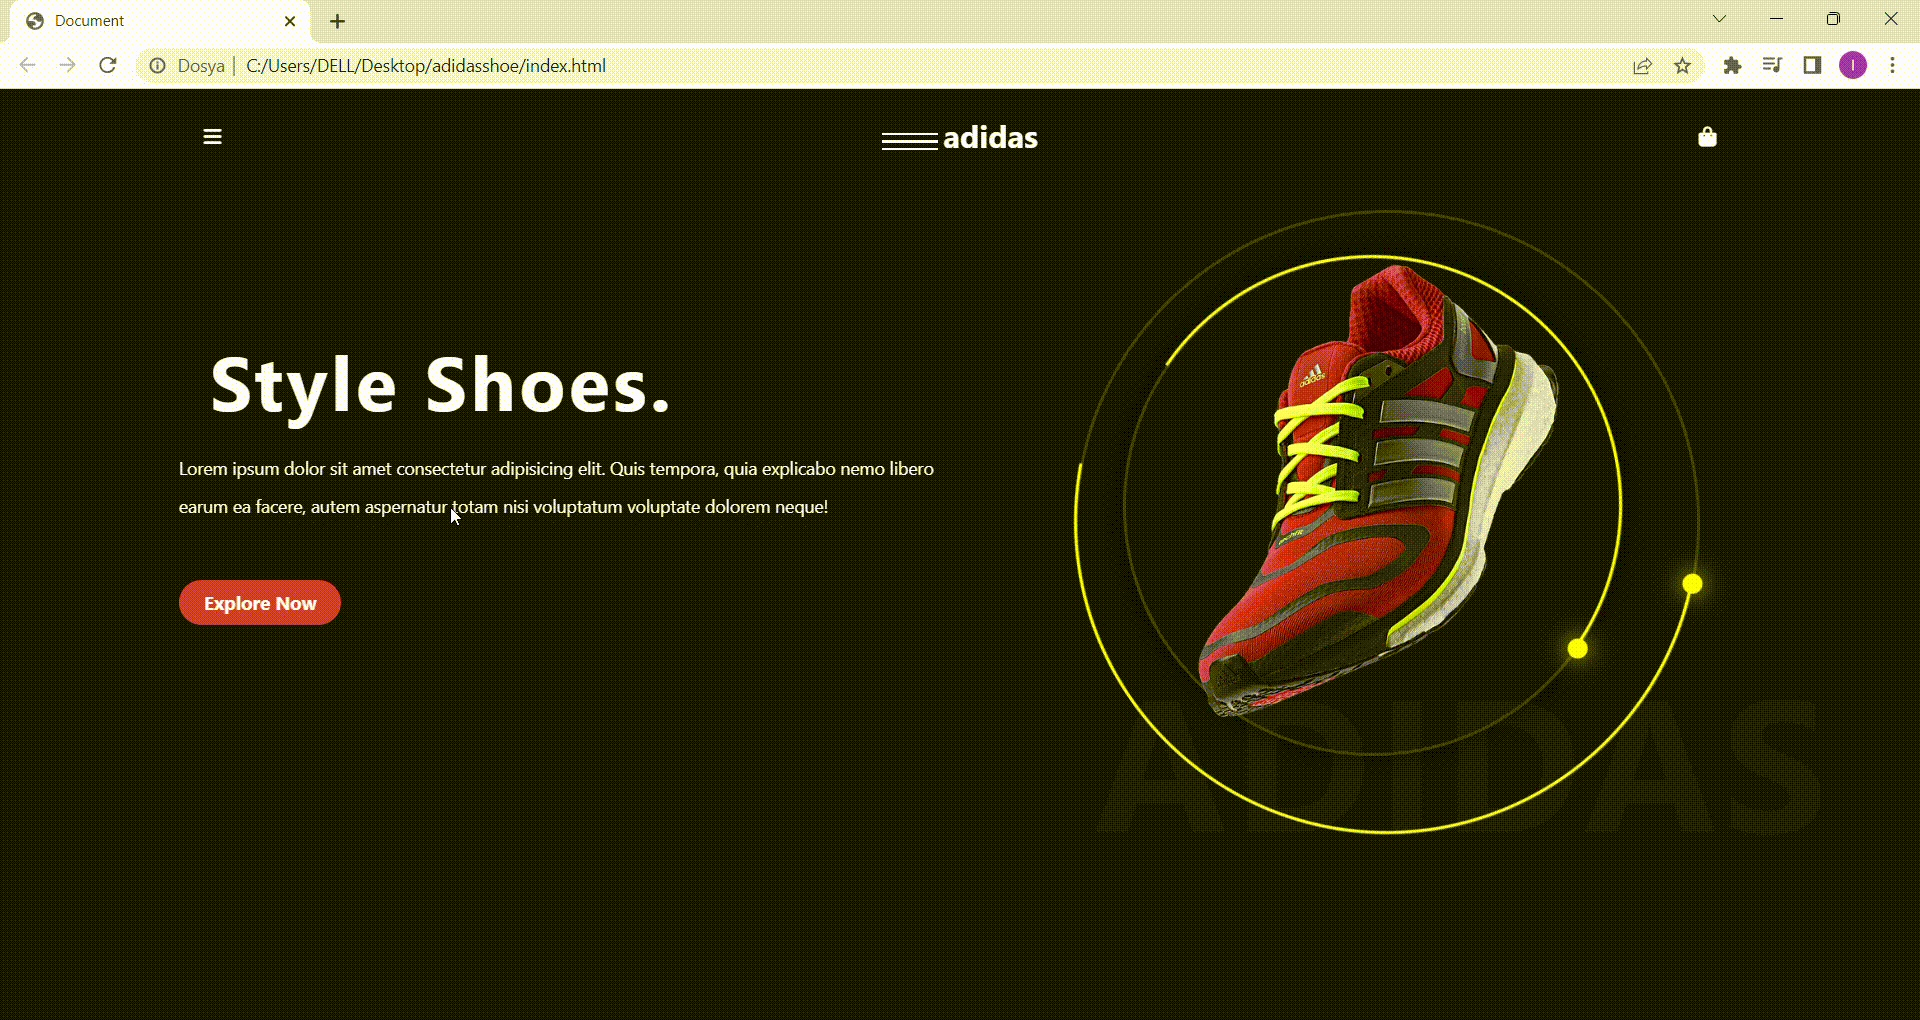 Document
Dosya | C:/Users/DELL/Desktop/adidasshoe/index.html
I
adidas
Style Shoes.
Lorem ipsum dolor sit amet consectetur adipisicing elit. Quis tempora, quia explicabo nemo libero
earum ea facere, autem aspernatur totam nisi voluptatum voluptate dolorem neque!
Explore Now
adidas
ADIDAS